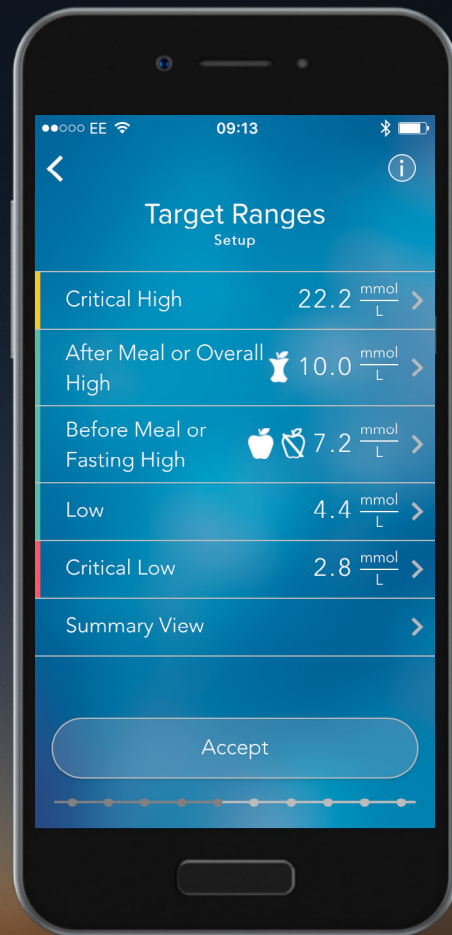 EE 09:13
Target Ranges
Setup
Critical High 22.2 mmol/L
After Meal or Overall
High 10.0 mmol/L
Before Meal or
Fasting High 7.2 mmol/L
Low 4.4 mmol/L
Critical Low 2.8 mmol/L
Summary View
Accept